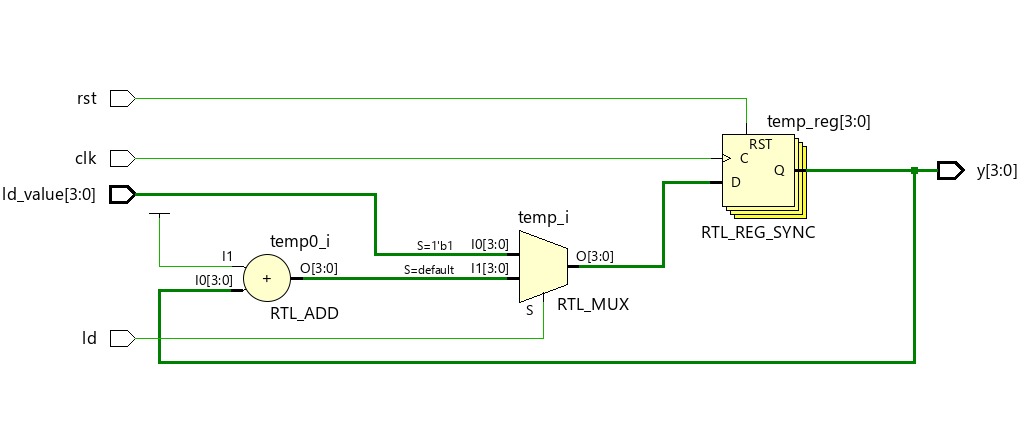 rst
temp_reg[3:0]
RST
clk
C
Q
y[3:0]
ld_value[3:0]
D
temp_i
RTL_REG_SYNC
temp0_i
S=1'b1
I0[3:0]
I1
O[3:0]
O[3:0]
S=default
I1[3:0]
I0[3:0]
+
RTL_MUX
S
RTL_ADD
ld